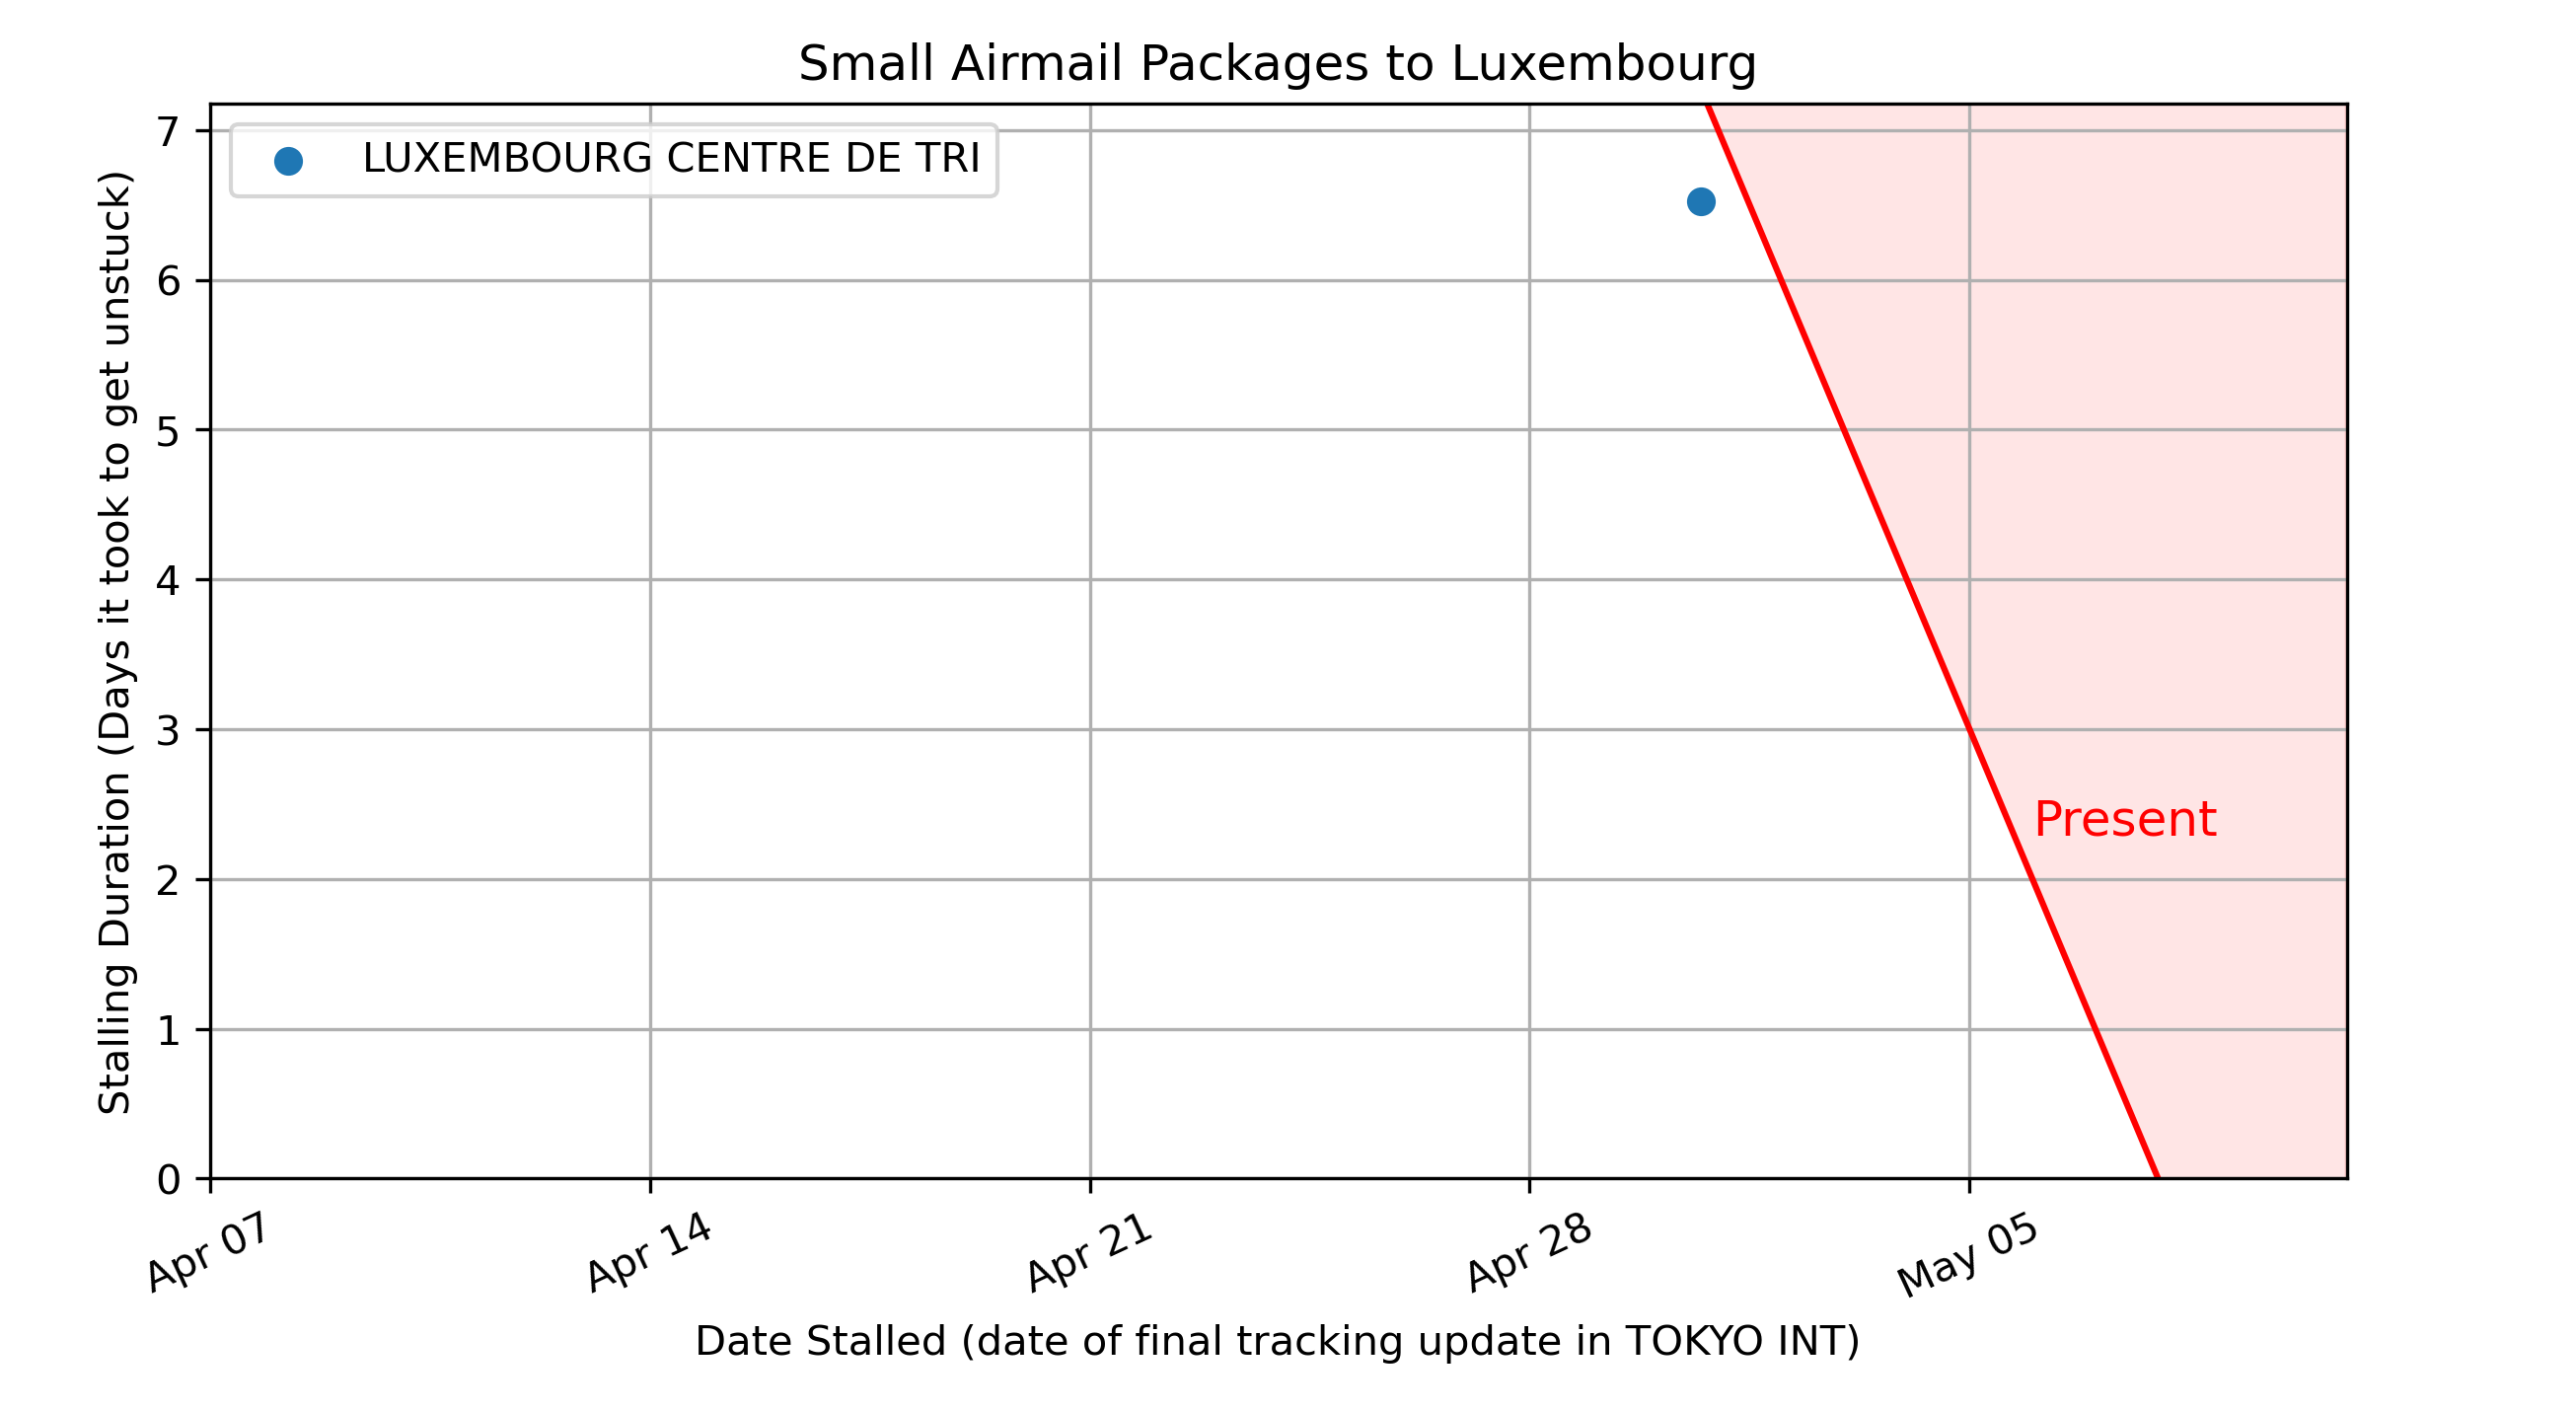 Small Airmail Packages to Luxembourg
LUXEMBOURG CENTRE DE TRI
7
6
5
4
3
2
1
0
Stalling Duration (Days it took to get unstuck)
Present
Apr 07
Apr 14
Apr 21
Apr 28
May 05
Date Stalled (date of final tracking update in TOKYO INT)